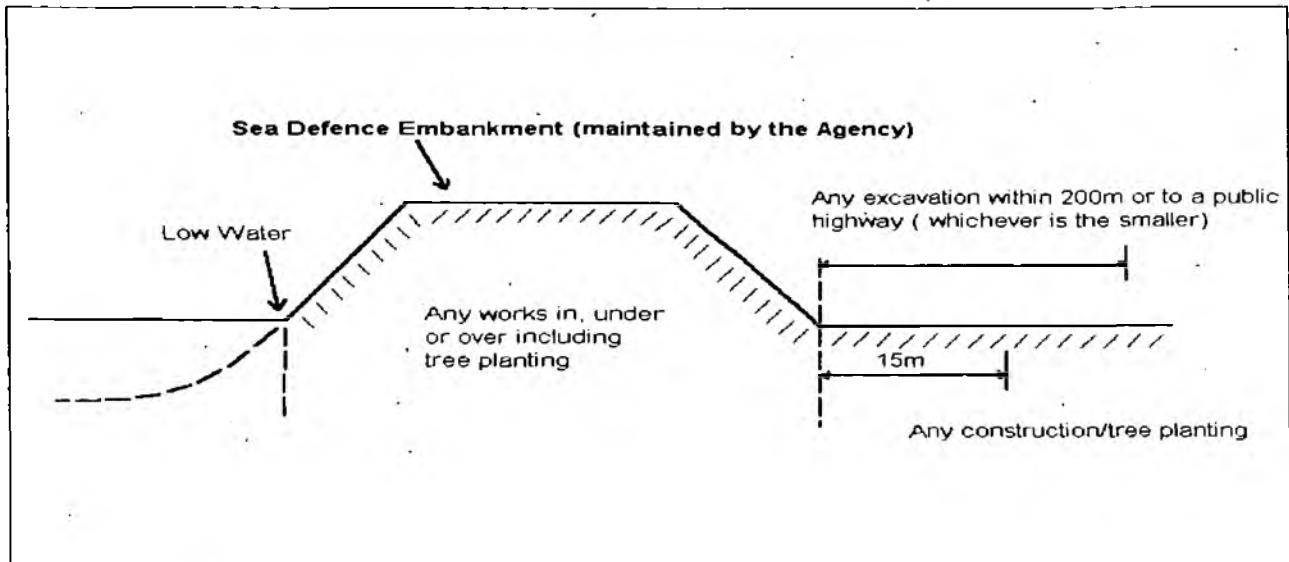 Sea Defence Embankment (maintained by the Agency)
Any excavation within 200m or to a public
highway ( whichever is the smaller)
Low Water
Any works in, under
or over including
tree planting
15m
Any construction/tree planting